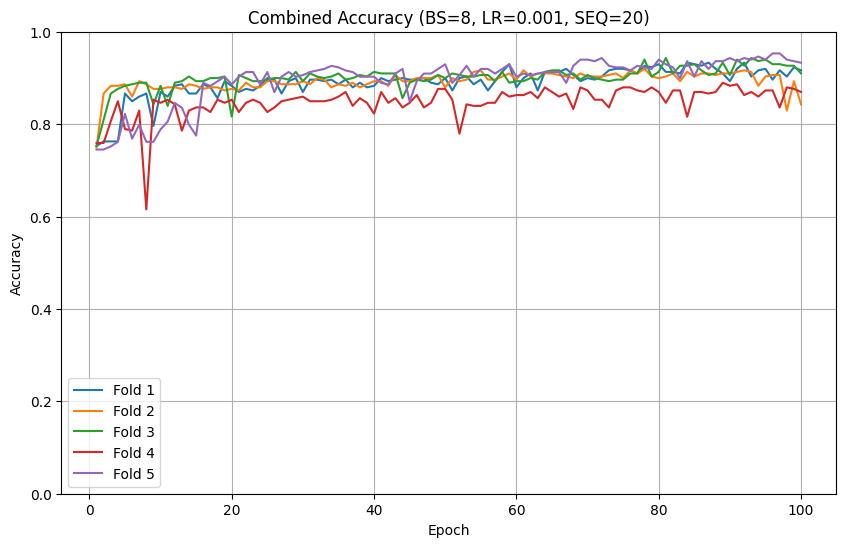 Combined Accuracy (BS=8, LR=0.001, SEQ=20)
1.0
0.8
0.6
0.4
0.2
0.0
Accuracy
Fold 1
Fold 2
Fold 3
Fold 4
Fold 5
0 20 40 60 80 100
Epoch